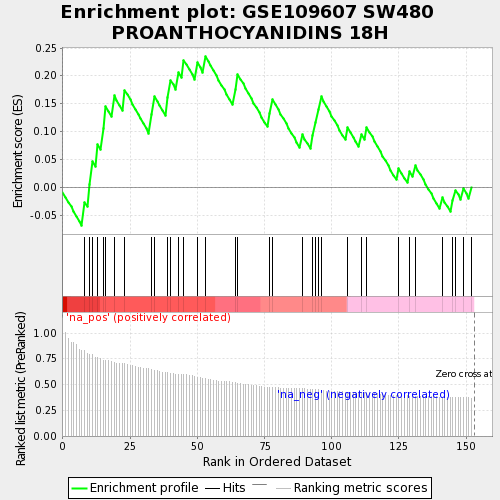 Enrichment plot: GSE109607 SW480
PROANTHOCYANIDINS 18H
Enrichment score (ES)
0.25
0.20
0.15
0.10
0.05
0.00
-0.05
'na_pos' (positively correlated)
Ranked list metric (PreRanked)
1.00
0.75
0.50
0.25
0.00
Zero cross at
'na_neg' (negatively correlated)
0
25
50
75
100
125
150
Rank in Ordered Dataset
Enrichment profile
Hits
Ranking metric scores